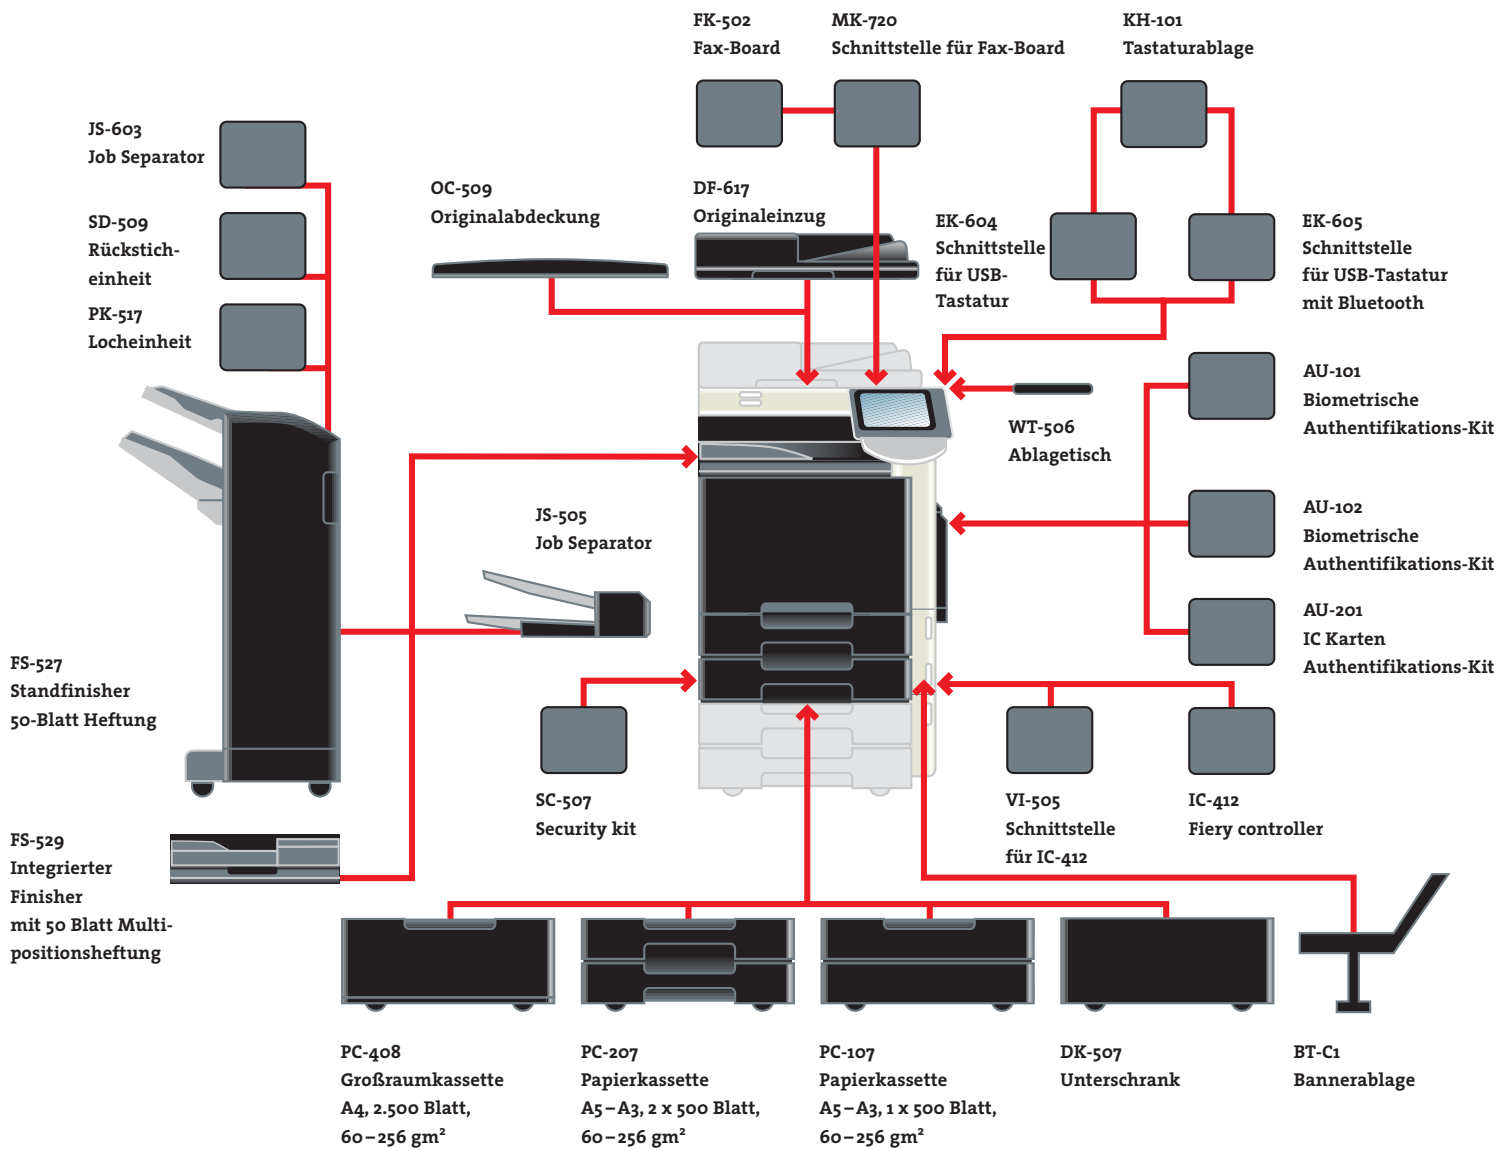 FK-502
Fax-Board
MK-720
Schnittstelle für Fax-Board
KH-101
Tastaturablage
JS-603
Job Separator
SD-509
Rückstich-
einheit
PK-517
Locheinheit
OC-509
Originalabdeckung
DF-617
Originaleinzug
EK-604
Schnittstelle
für USB-
Tastatur
EK-605
Schnittstelle
für USB-Tastatur
mit Bluetooth
AU-101
Biometrische
Authentifikations-Kit
WT-506
Ablagetisch
AU-102
Biometrische
Authentifikations-Kit
JS-505
Job Separator
AU-201
IC Karten
Authentifikations-Kit
FS-527
Standfinisher
50-Blatt Heftung
SC-507
Security kit
VI-505
Schnittstelle
für IC-412
IC-412
Fiery controller
FS-529
Integrierter
Finisher
mit 50 Blatt Multi-
positionsheftung
PC-408
Großraumkassette
A4, 2.500 Blatt,
60–256 gm²
PC-207
Papierkassette
A5–A3, 2 x 500 Blatt,
60–256 gm²
PC-107
Papierkassette
A5–A3, 1 x 500 Blatt,
60–256 gm²
DK-507
Unterschrank
BT-C1
Bannerablage